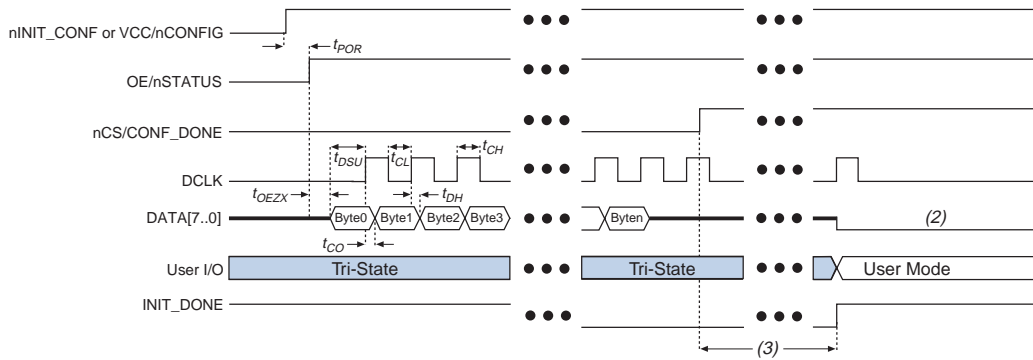 nINIT_CONF or VCC/nCONFIG
tPOR
OE/nSTATUS
nCS/CONF_DONE
tDSU tCL tCH
DCLK
tOEZX tDH
DATA[7..0] Byte0 Byte1 Byte2 Byte3 Byten (2)
tCO
User I/O Tri-State Tri-State User Mode
INIT_DONE
(3)